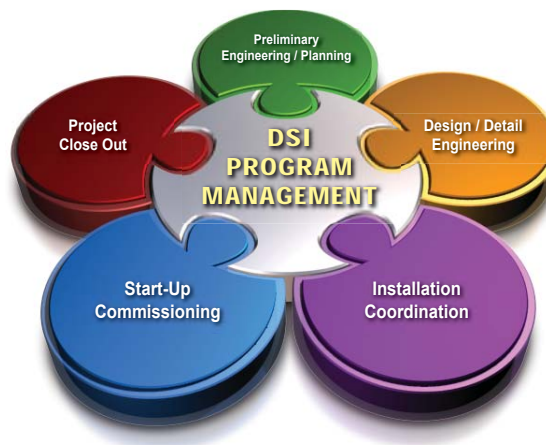 Preliminary
Engineering / Planning
Project
Close Out
DSI
PROGRAM
MANAGEMENT
Design / Detail
Engineering
Start-Up
Commissioning
Installation
Coordination